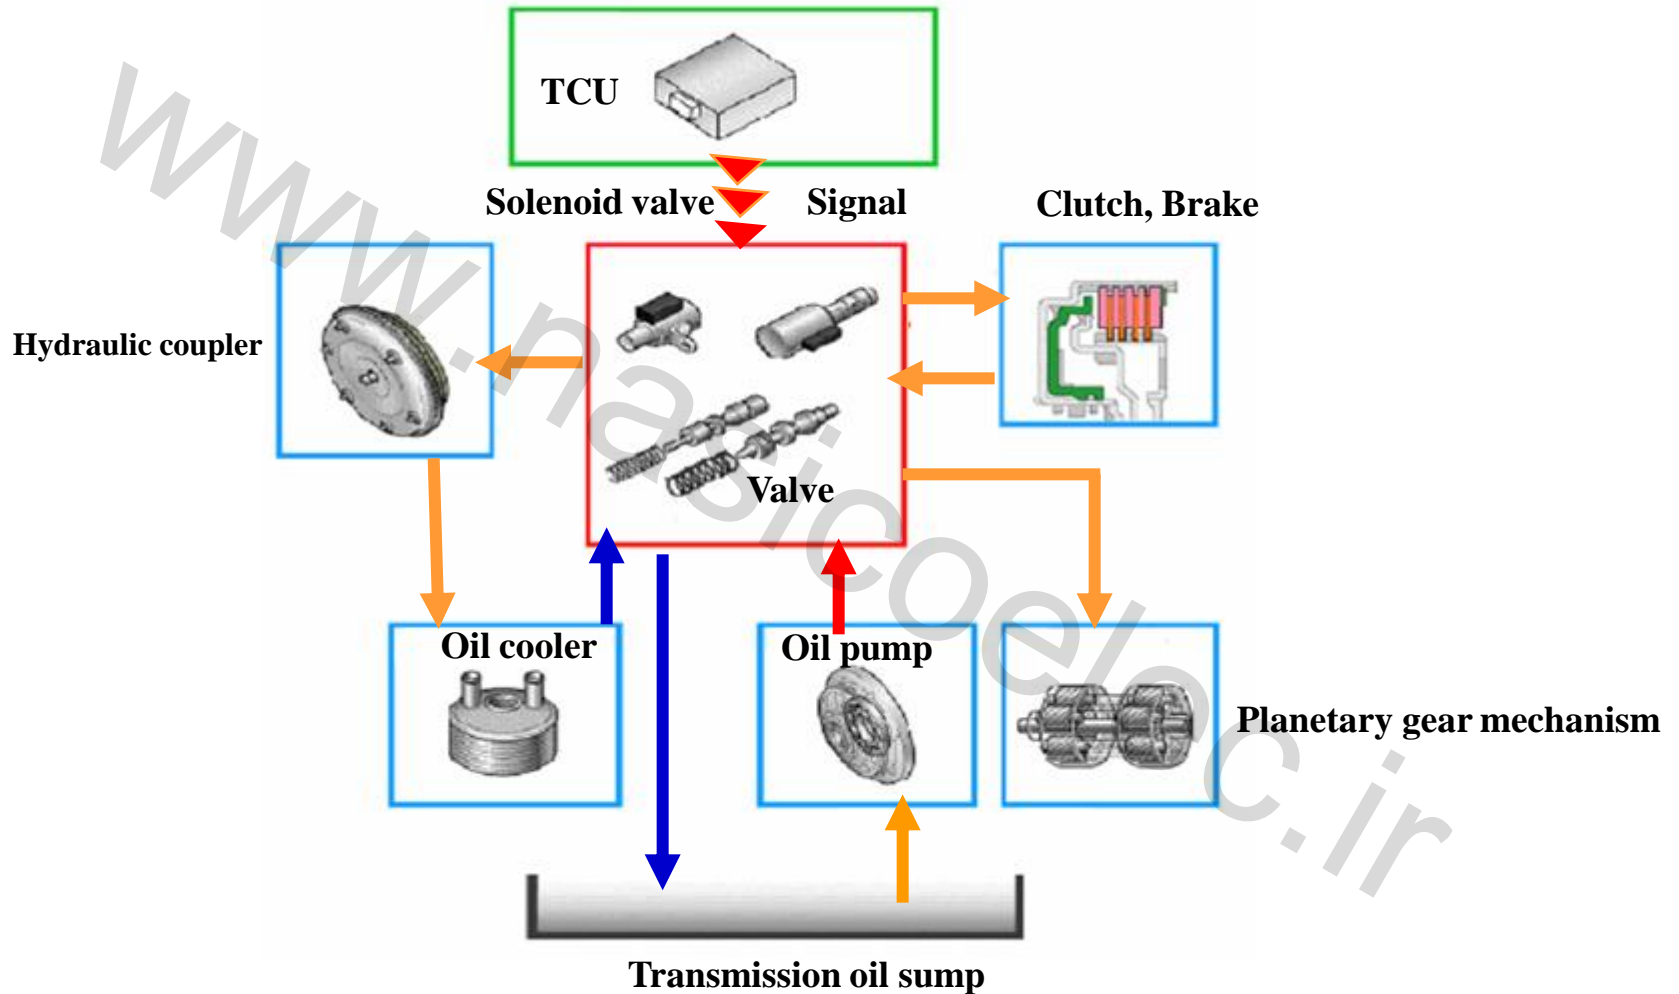 TCU
Solenoid valve
Signal
Clutch, Brake
Hydraulic coupler
Valve
Oil cooler
Oil pump
Planetary gear mechanism
Transmission oil sump
www.nasicoelec.ir